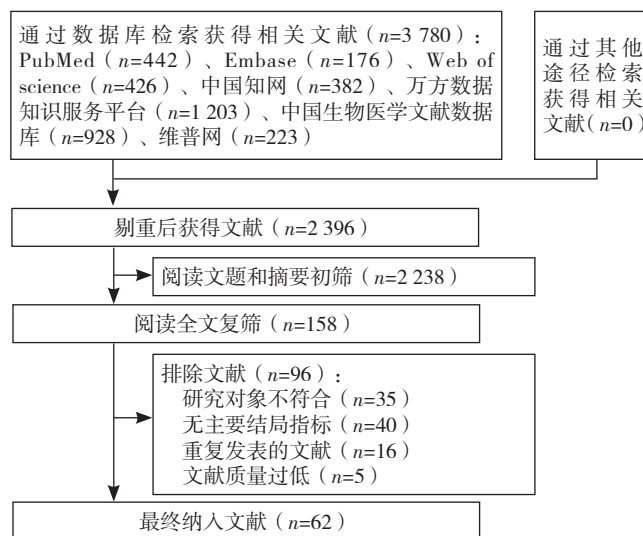 通过数据库检索获得相关文献（n=3 780）：
PubMed（n=442）、Embase（n=176）、Web of
science（n=426）、中国知网（n=382）、万方数据
知识服务平台（n=1 203）、中国生物医学文献数据
库（n=928）、维普网（n=223）
通过其他
途径检索
获得相关
文献（n=0）
剔重后获得文献（n=2 396）
阅读文题和摘要初筛（n=2 238）
阅读全文复筛（n=158）
排除文献（n=96）：
研究对象不符合（n=35）
无主要结局指标（n=40）
重复发表的文献（n=16）
文献质量过低（n=5）
最终纳入文献（n=62）